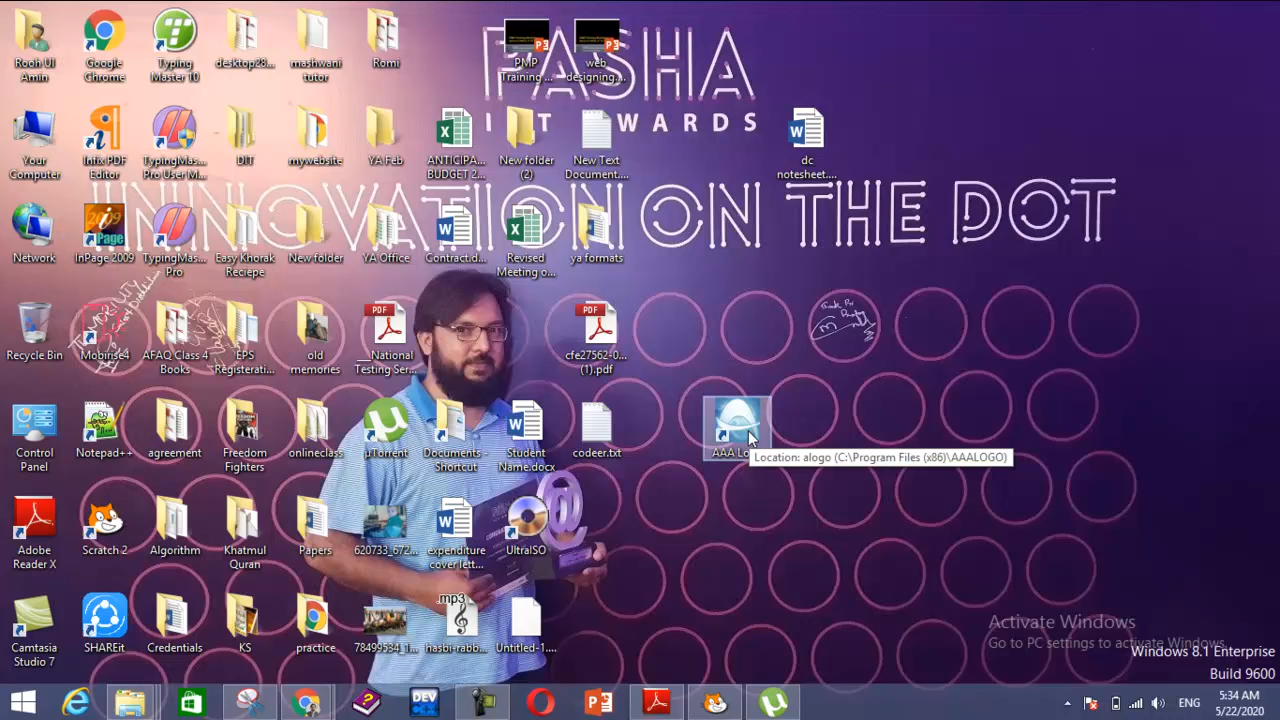 PASHA
I T WARDS
INNOVATION ON THE DOT
Rooh Ul
Amin
Google
Chrome
Typing
Master 10
desktop28...
mashwani
tutor
Romi
PMP
Training ...
web
designing...
Your
Computer
Infix PDF
Editor
TypingMas...
Pro User M...
DIT
mywebsite
YA Feb
ANTICIPA...
BUDGET 2...
New folder
(2)
New Text
Document....
dc
notesheet....
Network
InPage 2009
TypingMas...
Pro
Easy Khorak
Reciepe
New folder
YA Office
Contract.d...
Revised
Meeting o...
ya formats
Recycle Bin
Mobirise4
AFAQ Class 4
Books
EPS
Registerati...
old
memories
PDF
__National
Testing Ser...
PDF
cfe27562-0...
(1).pdf
Control
Panel
Notepad++
agreement
Freedom
Fighters
onlineclass
µTorrent
Documents -
Shortcut
Student
Name.docx
codeer.txt
AAA Lo
Location: alogo (C:\Program Files (x86)\AAALOGO)
Adobe
Reader X
Scratch 2
Algorithm
Khatmul
Quran
Papers
620733_672...
expenditure
cover lett...
UltraISO
Camtasia
Studio 7
SHAREit
Credentials
KS
practice
78499534_1...
.mp3
hasbi-rabb...
Untitled-1....
Activate Windows
Go to PC settings to activate Windows.
Windows 8.1 Enterprise
Build 9600
DEV
ENG
5:34 AM
5/22/2020